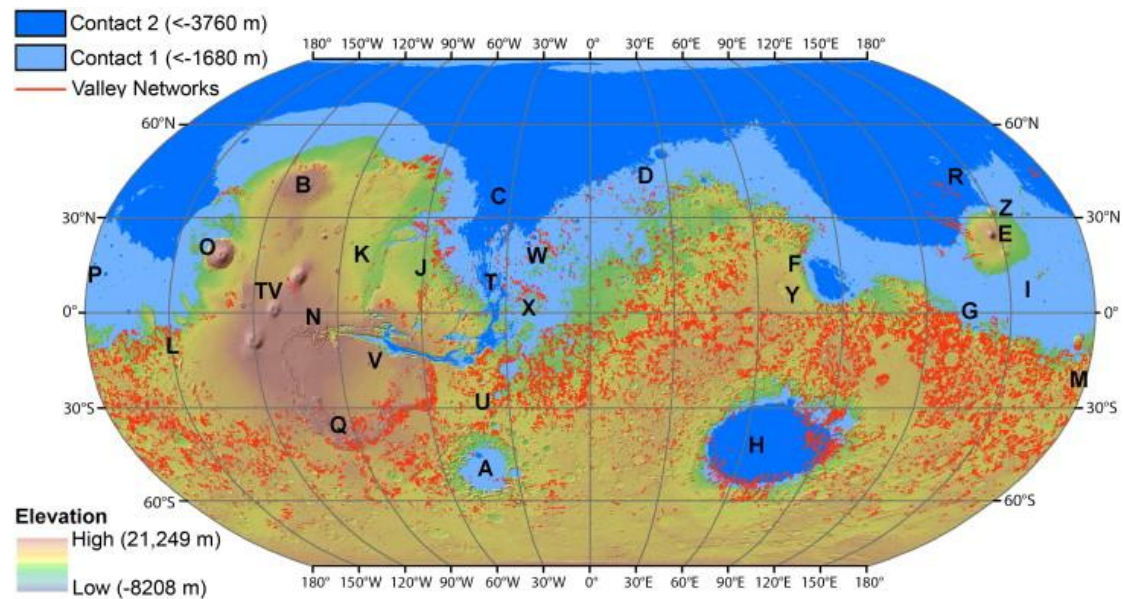 Contact 2 (<-3760 m)
Contact 1 (<-1680 m)
Valley Networks
180° 150°W 120°W 90°W 60°W 30°W 0° 30°E 60°E 90°E 120°E 150°E 180°
60°N 60°N
R
D
B
C
30°N Z 30°N
O K W E
P J T F Y I
TV X G
N
0° 0°
L V M
30°S U 30°S
Q
A H
60°S 60°S
Elevation
High (21,249 m)
Low (-8208 m)
180° 150°W 120°W 90°W 60°W 30°W 0° 30°E 60°E 90°E 120°E 150°E 180°